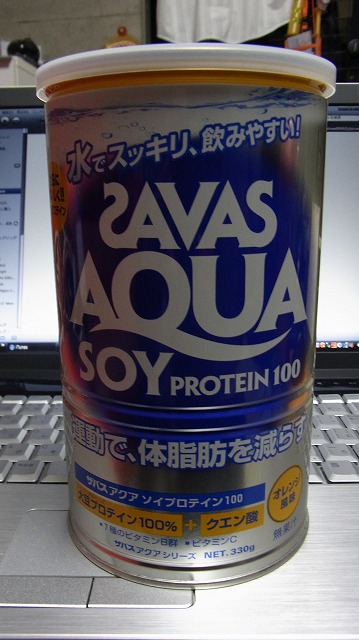 水でスッキリ、飲みやすい!
SAVAS
AQUA
SOY PROTEIN 100
運動で、体脂肪を減らす
ザバスアクア ソイプロテイン100
大豆プロテイン100% + クエン酸
オレンジ
風味
・7種のビタミンB群 ・ビタミンC
無果汁
ザバスアクアシリーズ NET. 330g